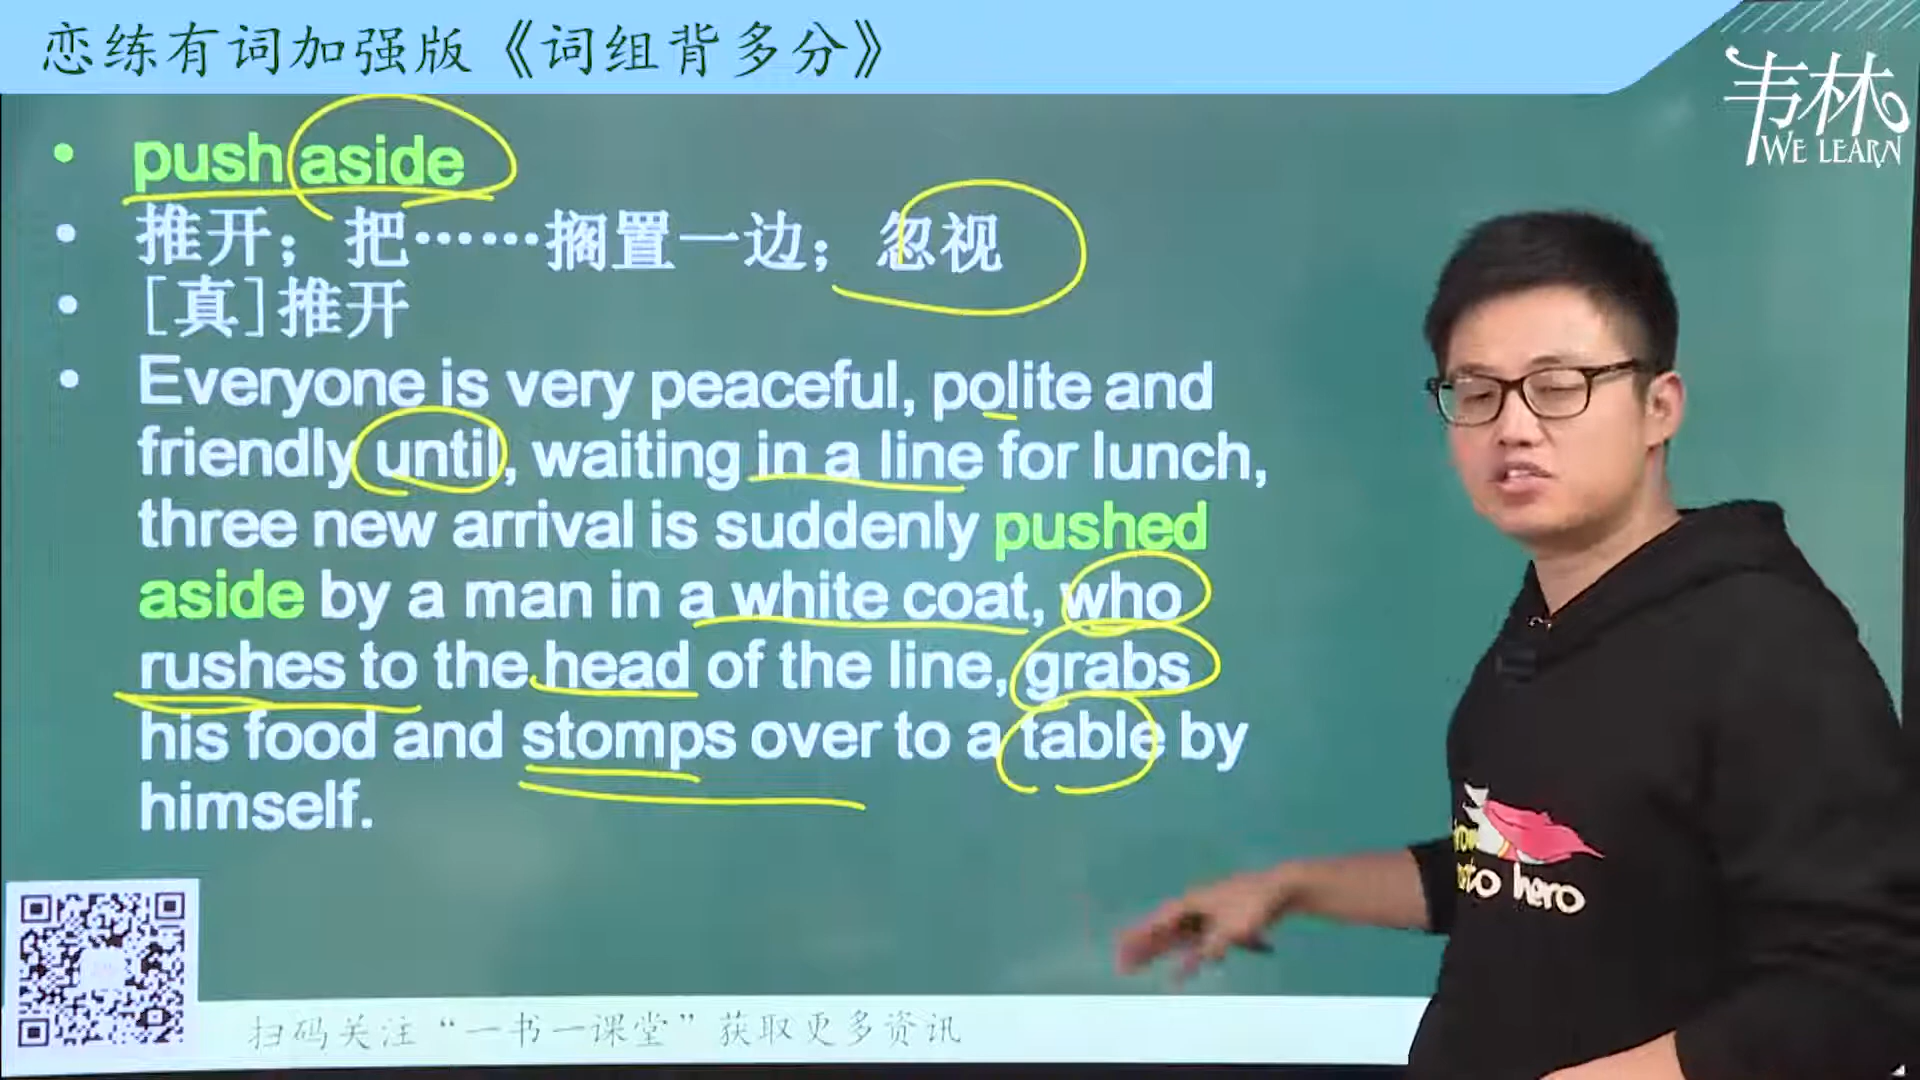 恋练有词加强版《词组背多分》
韦林
WE LEARN
push aside
推开；把……搁置一边；忽视
[真]推开
Everyone is very peaceful, polite and
friendly until, waiting in a line for lunch,
three new arrival is suddenly pushed
aside by a man in a white coat, who
rushes to the head of the line, grabs
his food and stomps over to a table by
himself.
to hero
扫码关注“一书一课堂”获取更多资讯